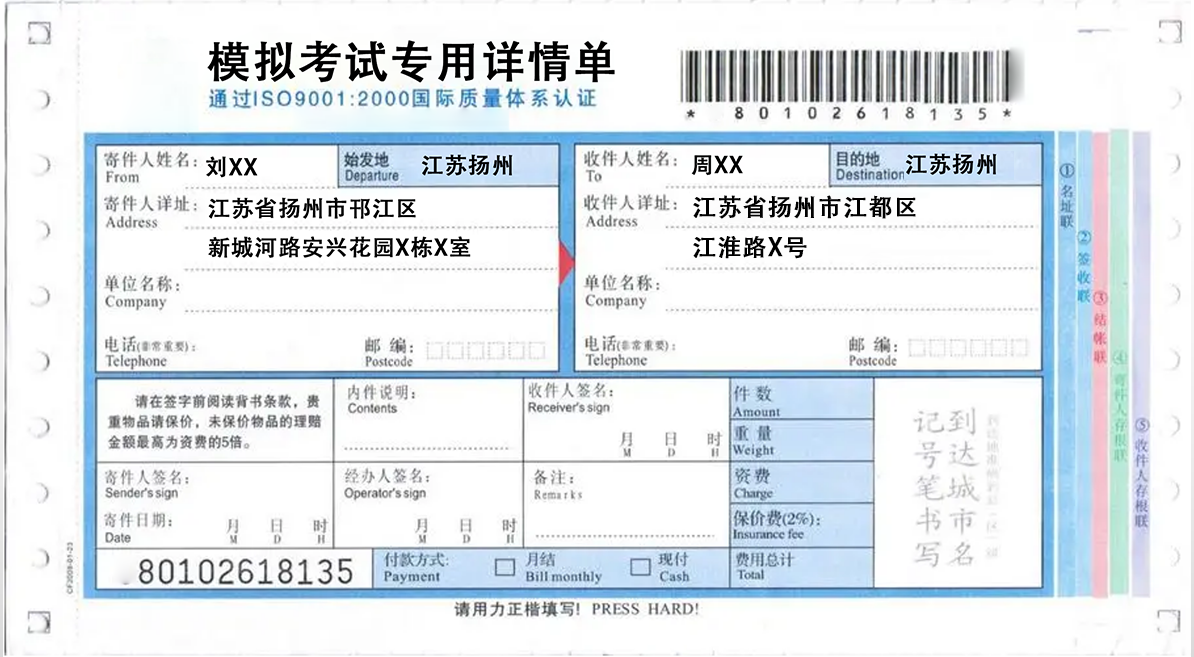 模拟考试专用详情单
通过ISO9001:2000国际质量体系认证
* 80102618135 *
寄件人姓名: 刘XX
From
始发地 江苏扬州
Departure
收件人姓名: 周XX
To
目的地 江苏扬州
Destination
寄件人详址: 江苏省扬州市邗江区
Address
新城河路安兴花园X栋X室
收件人详址: 江苏省扬州市江都区
Address
江淮路X号
单位名称:
Company
单位名称:
Company
电话(非常重要):
Telephone
邮 编:
Postcode
电话(非常重要):
Telephone
邮 编:
Postcode
请在签字前阅读背书条款，贵
重物品请保价，未保价物品的理赔
金额最高为资费的5倍。
内件说明:
Contents
收件人签名:
Receiver's sign
月 日 时
M D H
件 数
Amount
重 量
Weight
寄件人签名:
Sender's sign
寄件日期:
Date
月 日 时
M D H
经办人签名:
Operator's sign
月 日 时
M D H
备注:
Remarks
资 费
Charge
保价费(2%):
Insurance fee
80102618135
付款方式:
Payment
月结
Bill monthly
现付
Cash
费用总计
Total
到达城市名
记号笔书写
①名址联
②签收联
③结帐联
④寄件人存根联
⑤收件人存根联
CF2009-01-03
请用力正楷填写! PRESS HARD!